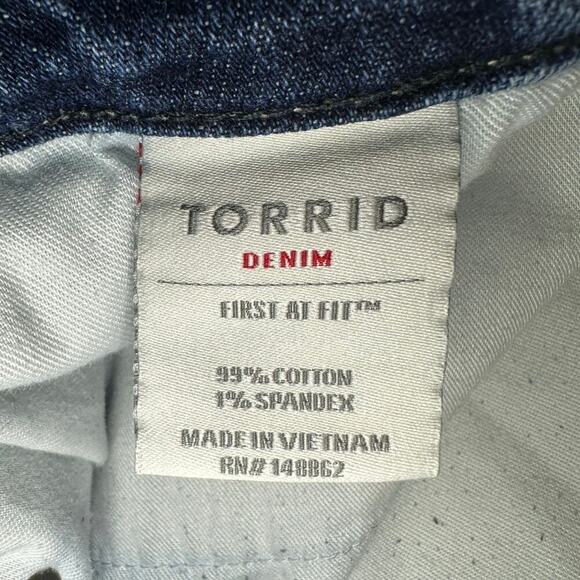 TORRID
DENIM
FIRST AT FIT™
99% COTTON
1% SPANDEX
MADE IN VIETNAM
RN# 148862